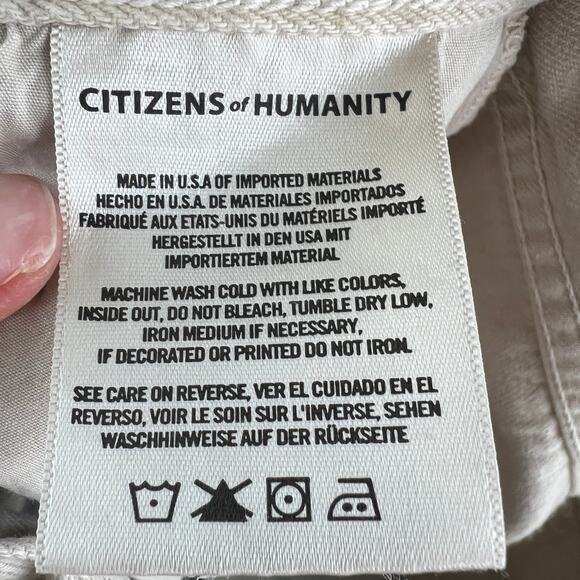 CITIZENS of HUMANITY
MADE IN U.S.A OF IMPORTED MATERIALS
HECHO EN U.S.A. DE MATERIALES IMPORTADOS
FABRIQUÉ AUX ETATS-UNIS DU MATÉRIELS IMPORTÉ
HERGESTELLT IN DEN USA MIT
IMPORTIERTEM MATERIAL
MACHINE WASH COLD WITH LIKE COLORS,
INSIDE OUT, DO NOT BLEACH, TUMBLE DRY LOW,
IRON MEDIUM IF NECESSARY,
IF DECORATED OR PRINTED DO NOT IRON.
SEE CARE ON REVERSE, VER EL CUIDADO EN EL
REVERSO, VOIR LE SOIN SUR L'INVERSE, SEHEN
WASCHHINWEISE AUF DER RÜCKSEITE